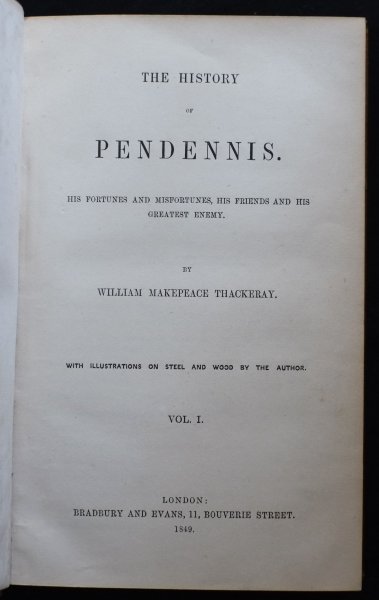 THE HISTORY
OF
PENDENNIS.
HIS FORTUNES AND MISFORTUNES, HIS FRIENDS AND HIS
GREATEST ENEMY.
BY
WILLIAM MAKEPEACE THACKERAY.
WITH ILLUSTRATIONS ON STEEL AND WOOD BY THE AUTHOR.
VOL. I.
LONDON:
BRADBURY AND EVANS, 11, BOUVERIE STREET.
1849.